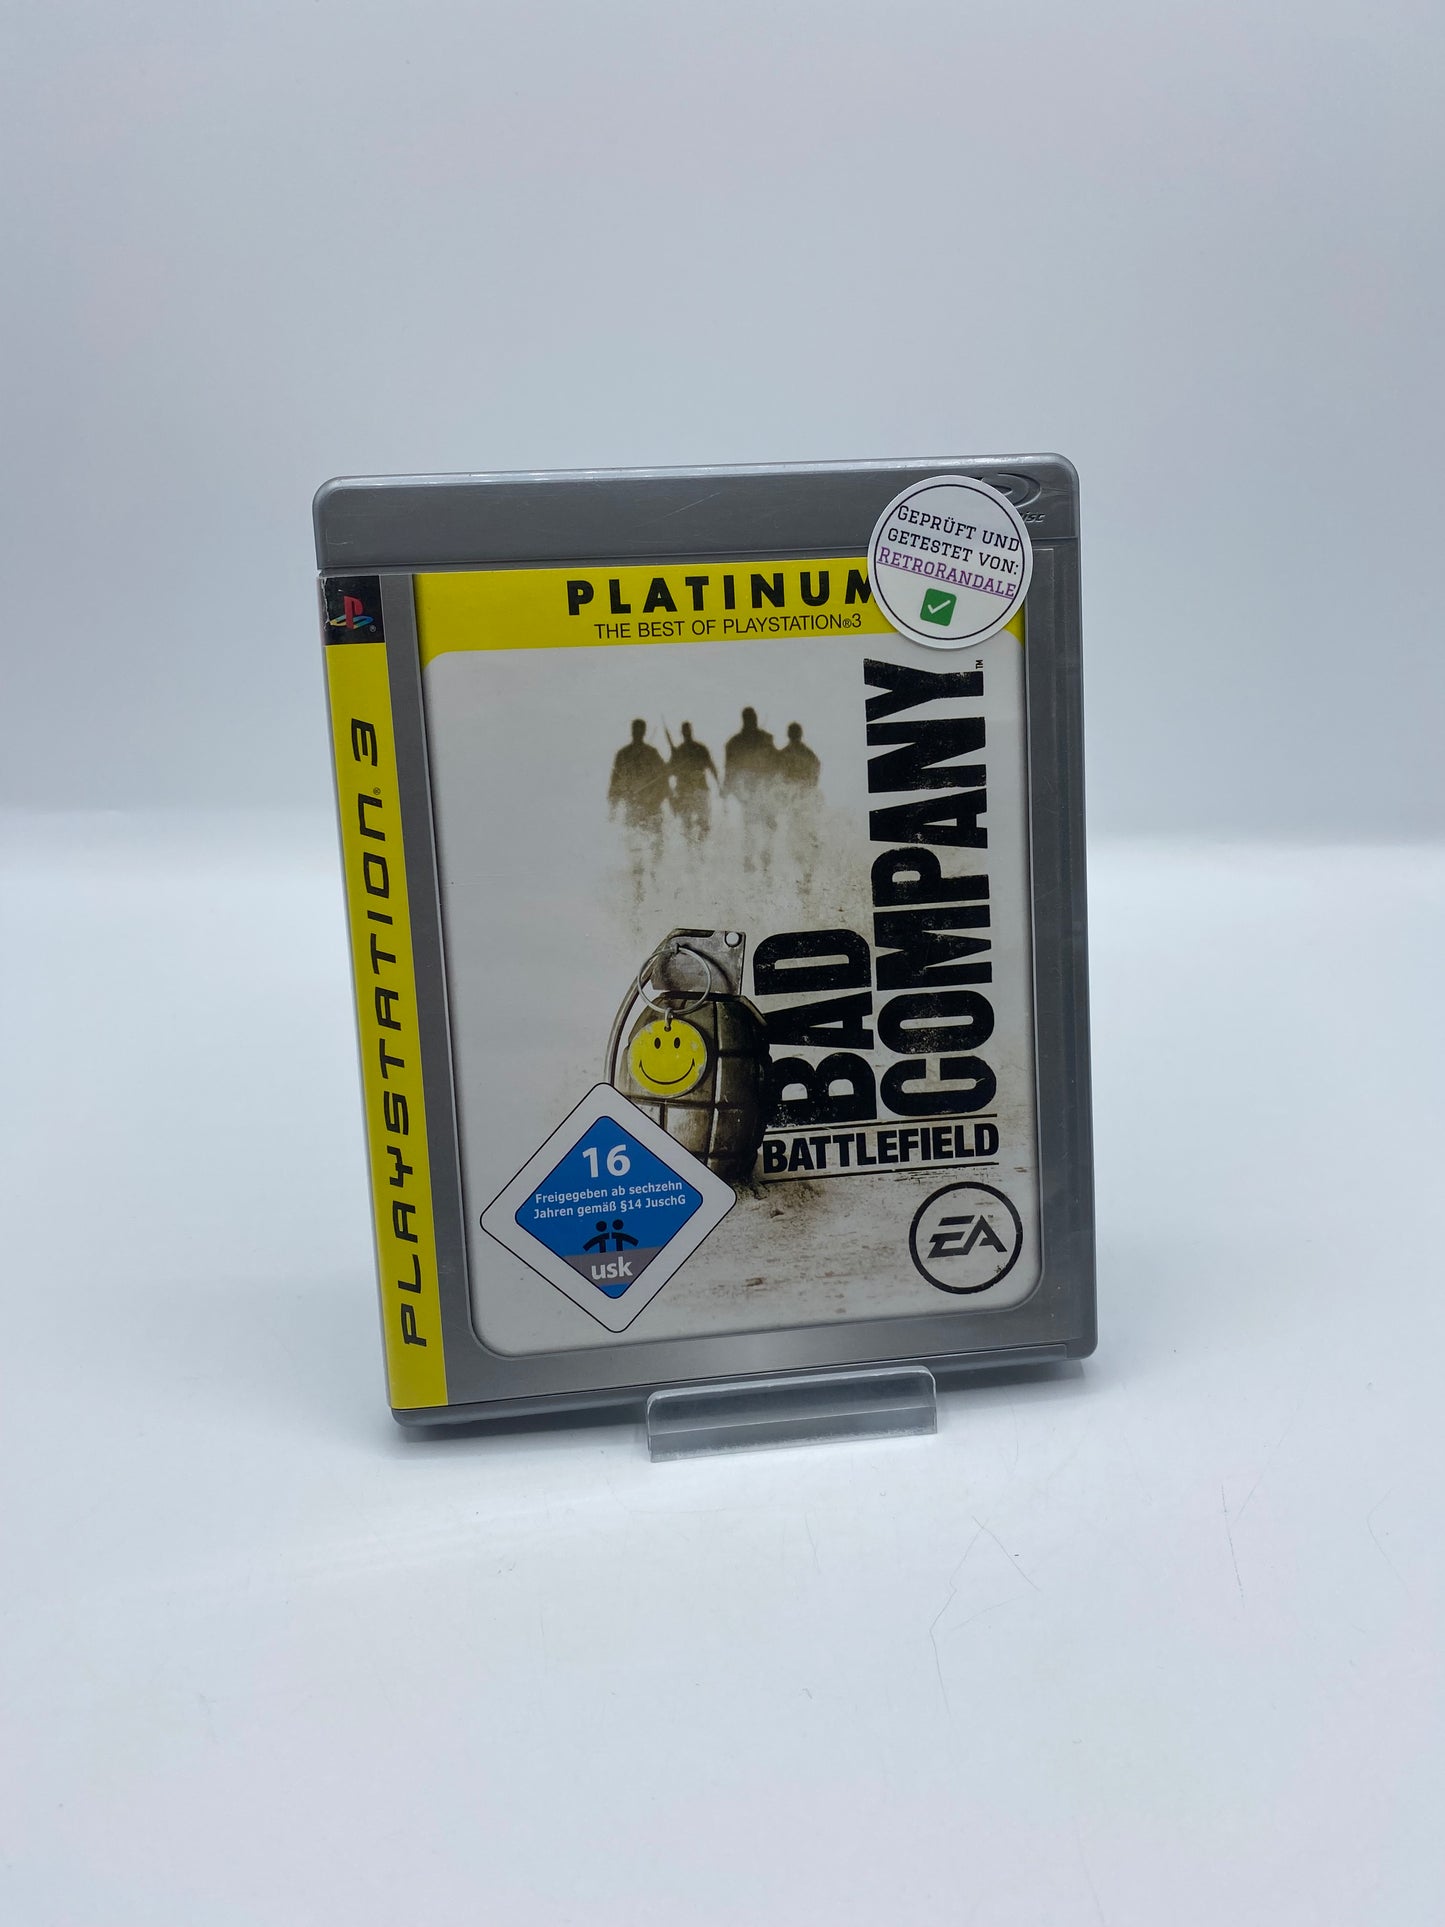 GEPRÜFT UND
GETESTET VON:
RETRORANDALE
PLATINUM
THE BEST OF PLAYSTATION®3
PLAYSTATION®3
BAD
COMPANY™
BATTLEFIELD
16
Freigegeben ab sechzehn
Jahren gemäß §14 JuSchG
usk
EA™